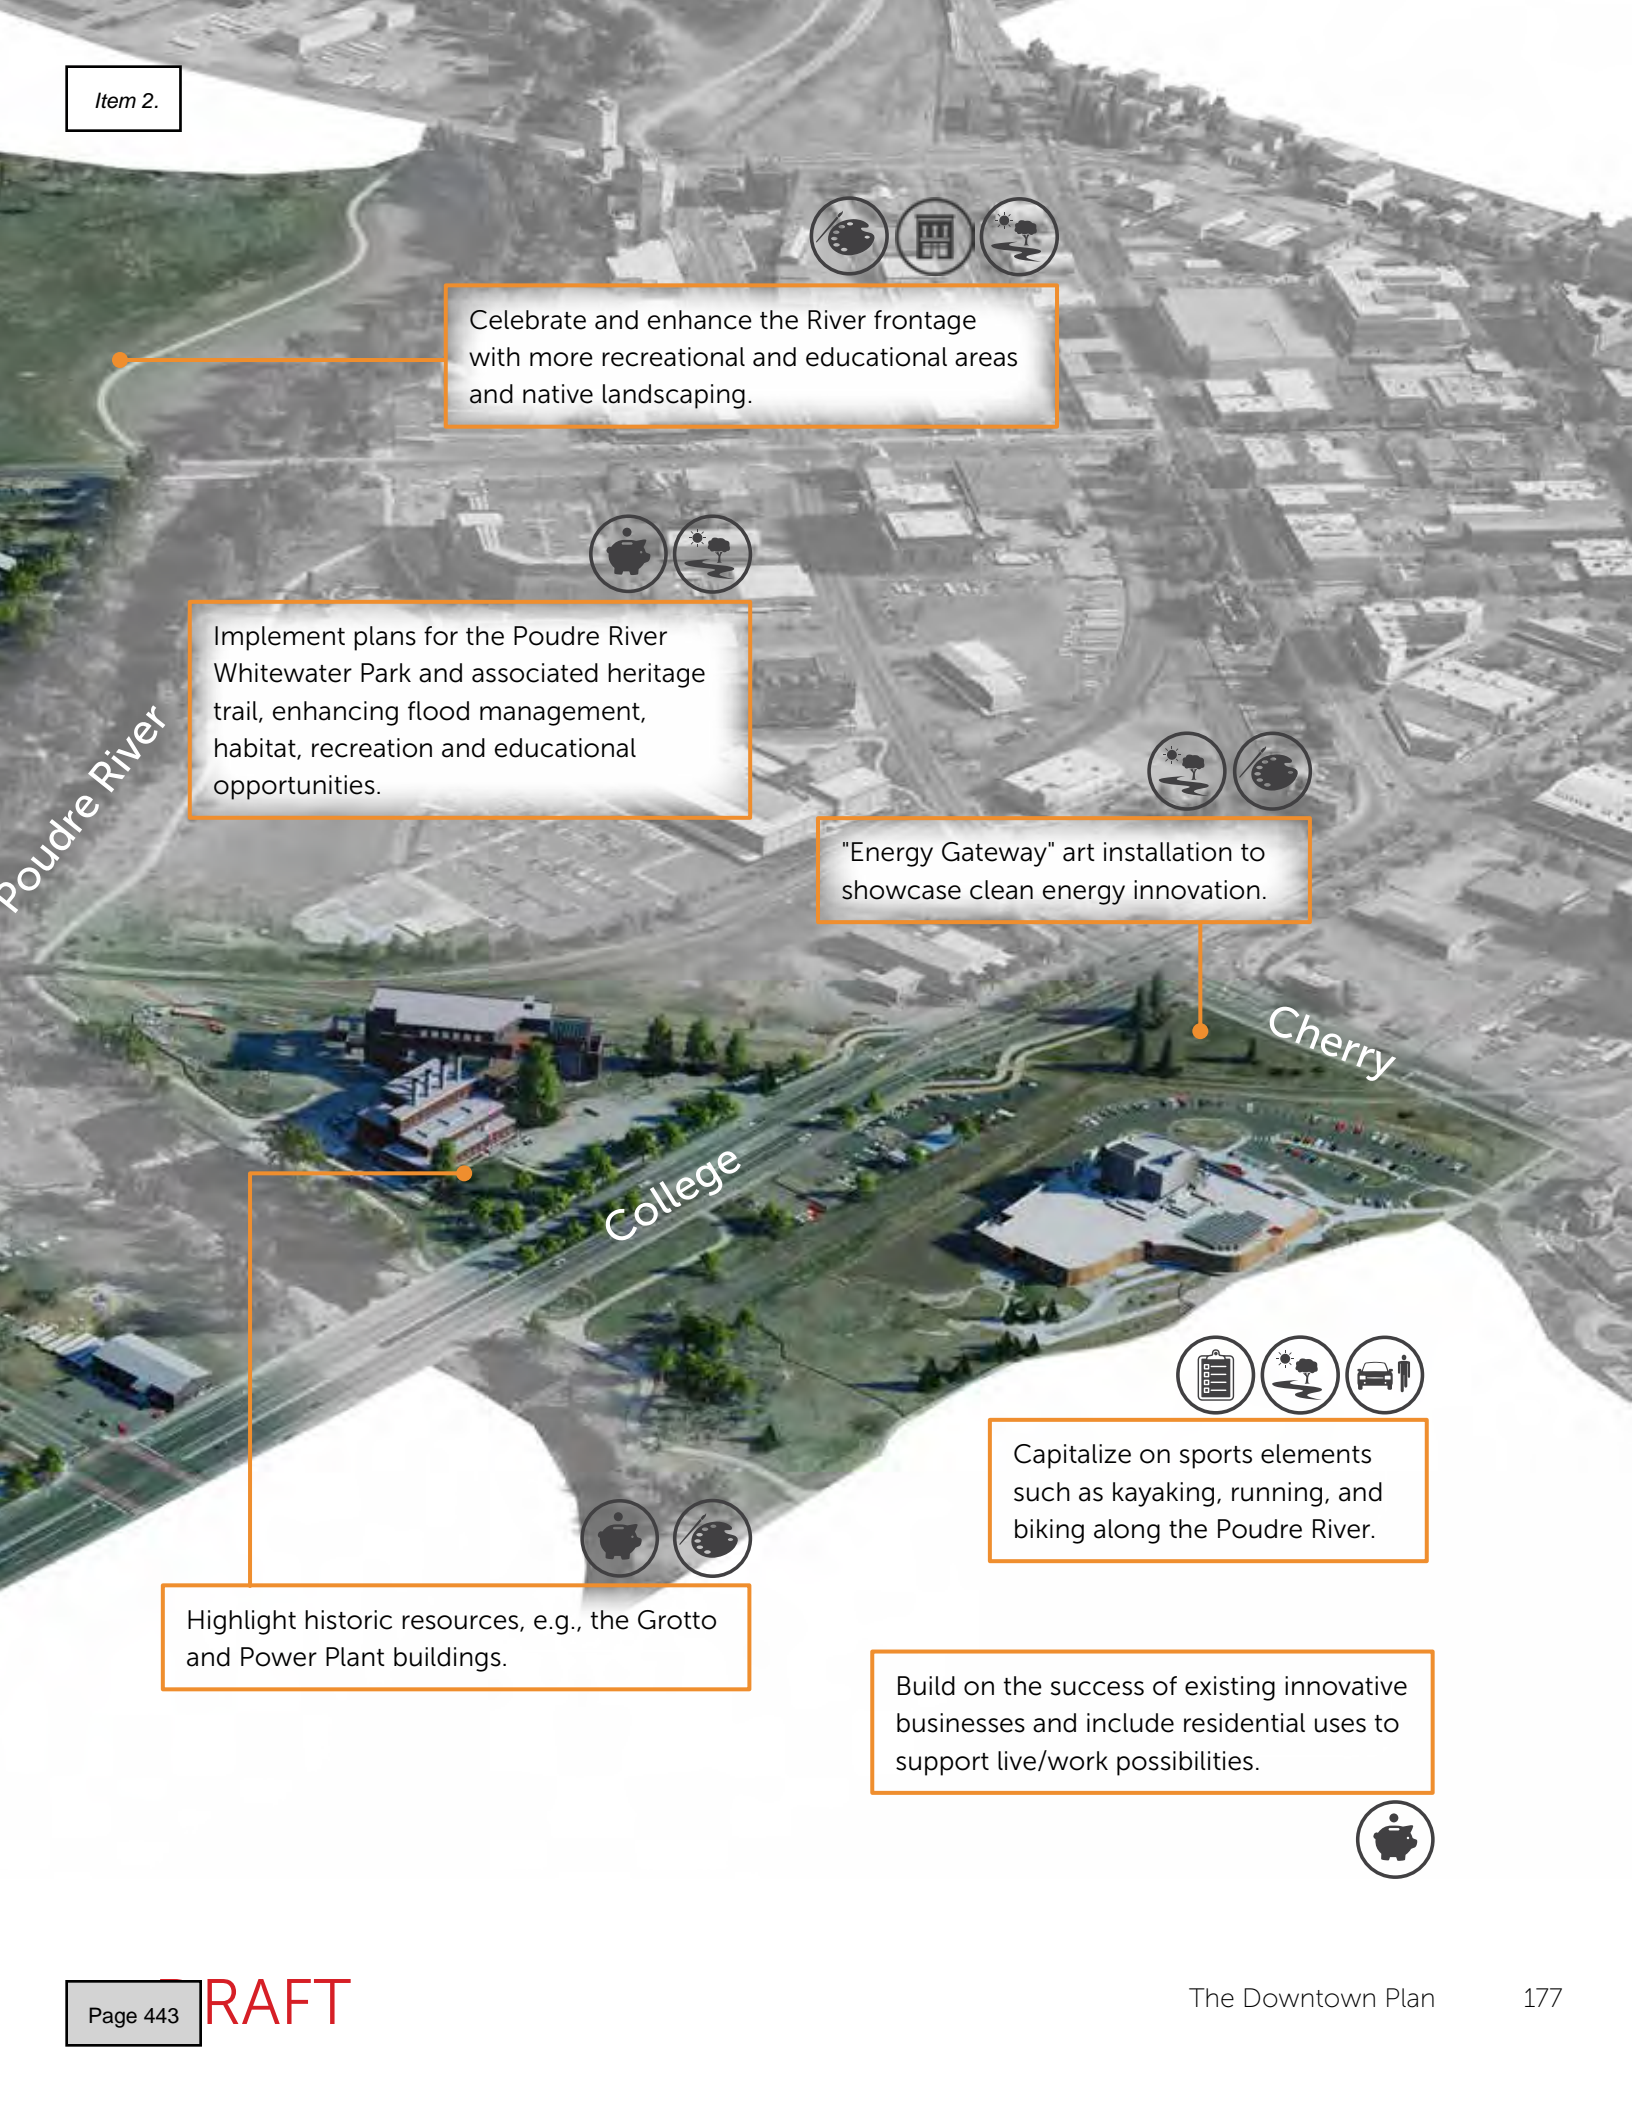 Item 2.
Celebrate and enhance the River frontage
with more recreational and educational areas
and native landscaping.
Implement plans for the Poudre River
Whitewater Park and associated heritage
trail, enhancing flood management,
habitat, recreation and educational
opportunities.
Poudre River
"Energy Gateway" art installation to
showcase clean energy innovation.
Cherry
College
Capitalize on sports elements
such as kayaking, running, and
biking along the Poudre River.
Highlight historic resources, e.g., the Grotto
and Power Plant buildings.
Build on the success of existing innovative
businesses and include residential uses to
support live/work possibilities.
Page 443
RAFT
The Downtown Plan 177